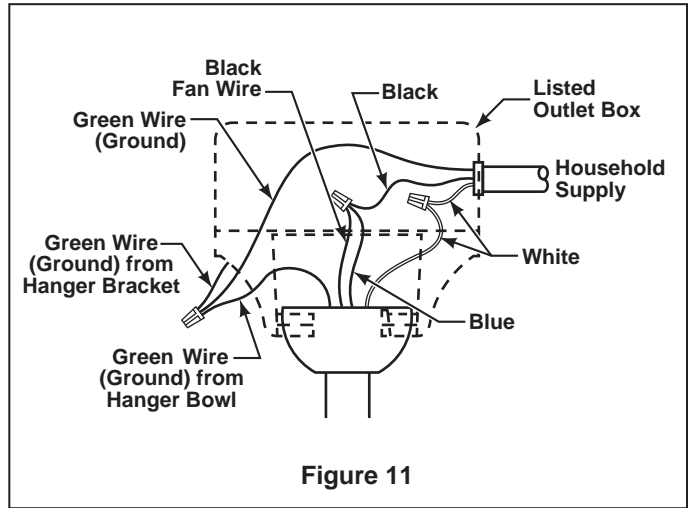 Black
Fan Wire
Black
Listed
Outlet Box
Green Wire
(Ground)
Household
Supply
Green Wire
(Ground) from
Hanger Bracket
White
Blue
Green Wire
(Ground) from
Hanger Bowl
Figure 11